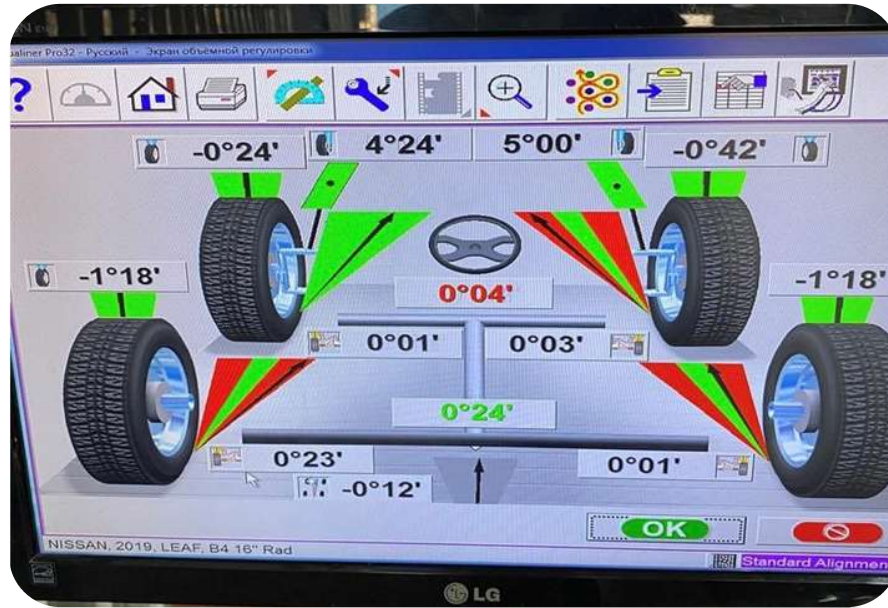 aliner Pro32 - Русский - Экран объёмной регулировки
?
-0°24' 4°24' 5°00' -0°42'
-1°18' -1°18'
0°04'
0°01' 0°03'
0°24'
0°23' 0°01'
-0°12'
OK
NISSAN, 2019, LEAF, B4 16" Rad
Standard Alignmen
LG